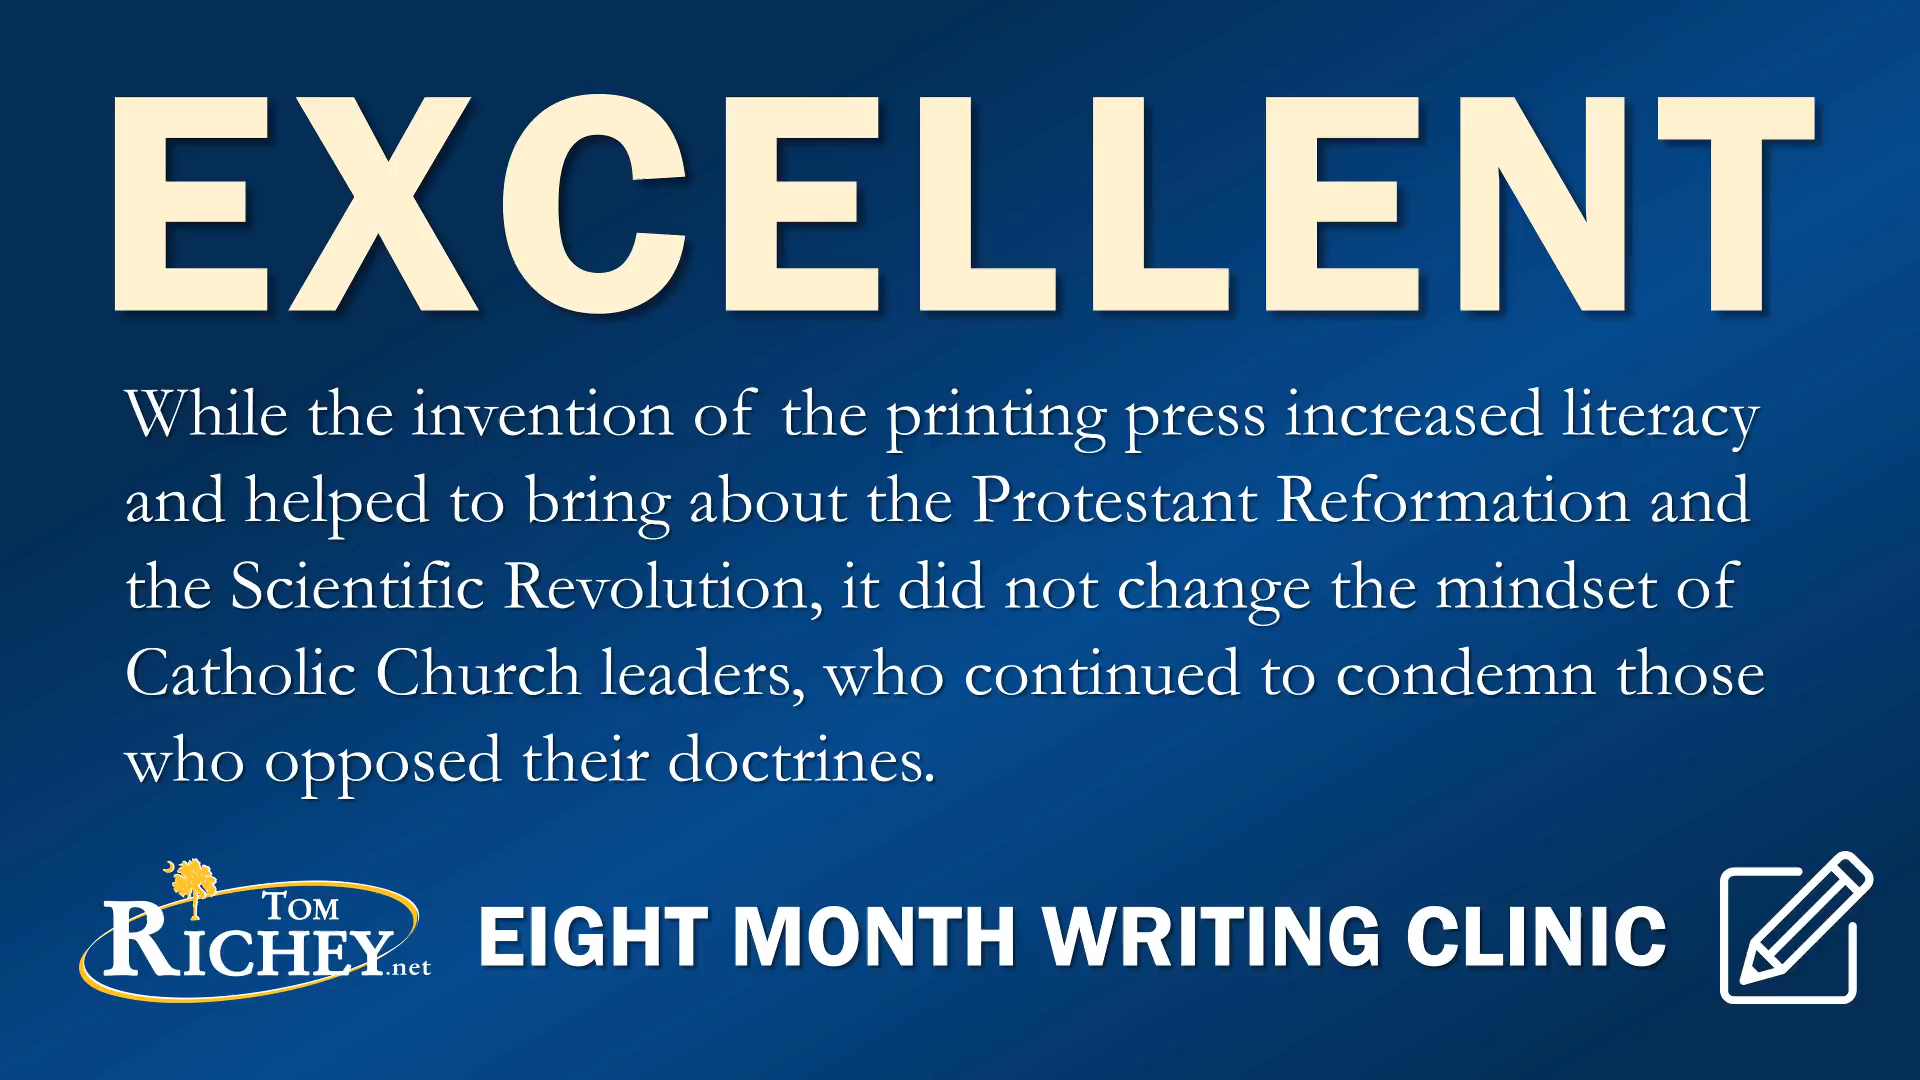 EXCELLENT
While the invention of the printing press increased literacy
and helped to bring about the Protestant Reformation and
the Scientific Revolution, it did not change the mindset of
Catholic Church leaders, who continued to condemn those
who opposed their doctrines.
TOM
RICHEY.net
EIGHT MONTH WRITING CLINIC